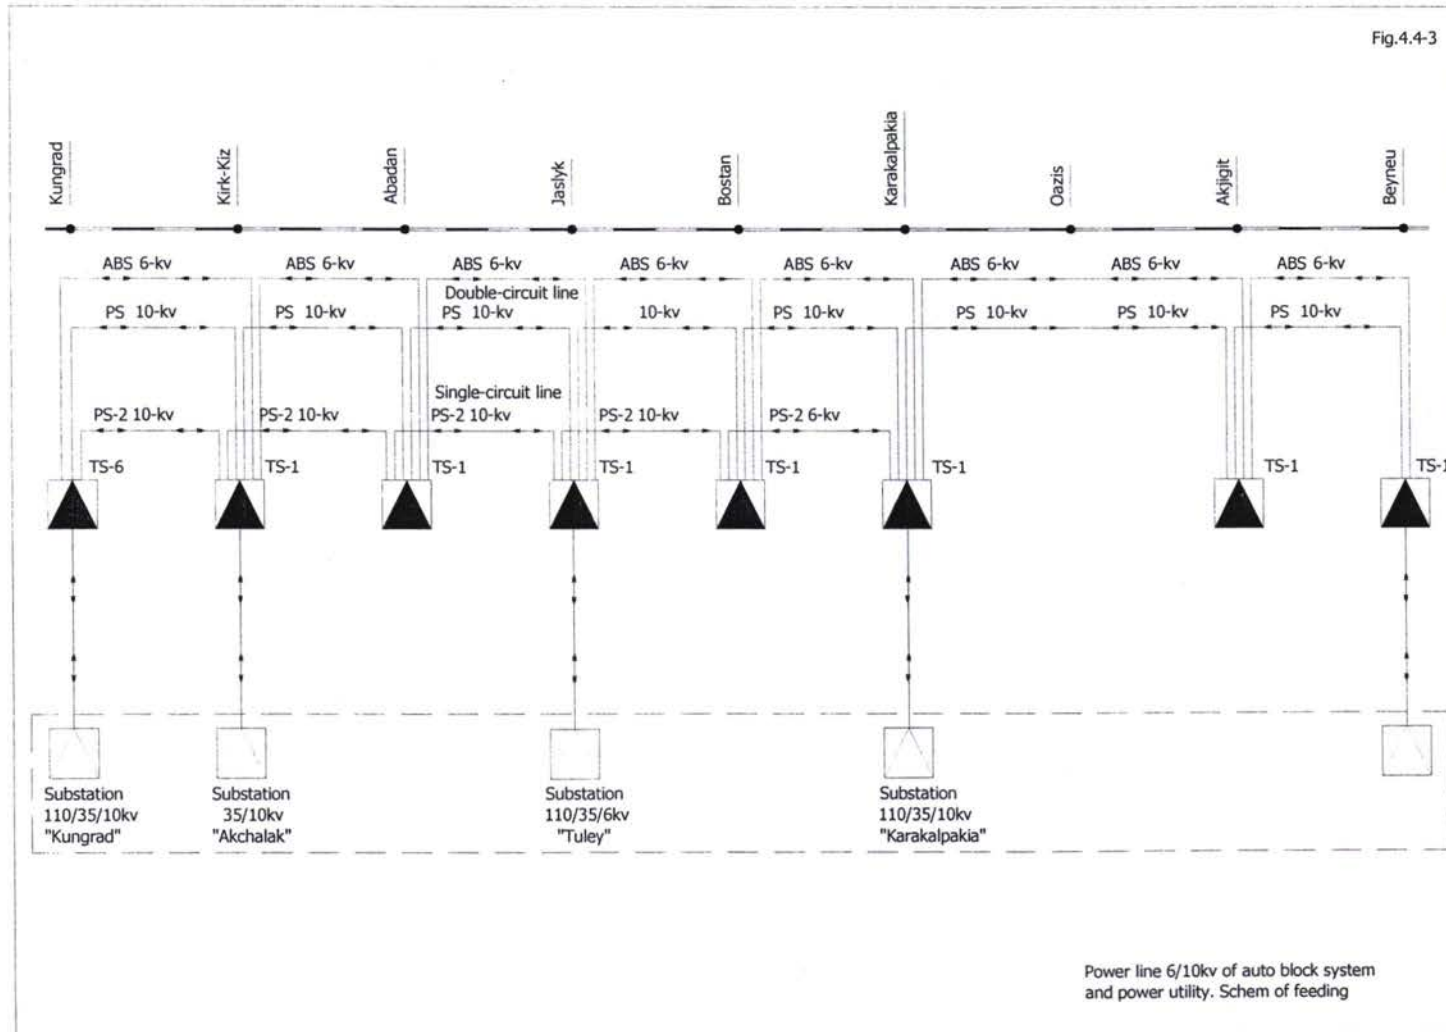 Fig.4.4-3
Kungrad
Kirk-Kiz
Abadan
Jaslyk
Bostan
Karakalpakia
Oazis
Akjigit
Beyneu
ABS 6-kv
ABS 6-kv
ABS 6-kv
ABS 6-kv
ABS 6-kv
ABS 6-kv
ABS 6-kv
ABS 6-kv
Double-circuit line
PS 10-kv
PS 10-kv
PS 10-kv
10-kv
PS 10-kv
PS 10-kv
PS 10-kv
PS 10-kv
Single-circuit line
PS-2 10-kv
PS-2 10-kv
PS-2 10-kv
PS-2 10-kv
PS-2 6-kv
TS-6
TS-1
TS-1
TS-1
TS-1
TS-1
TS-1
TS-1
Substation
110/35/10kv
"Kungrad"
Substation
35/10kv
"Akchalak"
Substation
110/35/6kv
"Tuley"
Substation
110/35/10kv
"Karakalpakia"
Power line 6/10kv of auto block system
and power utility. Schem of feeding